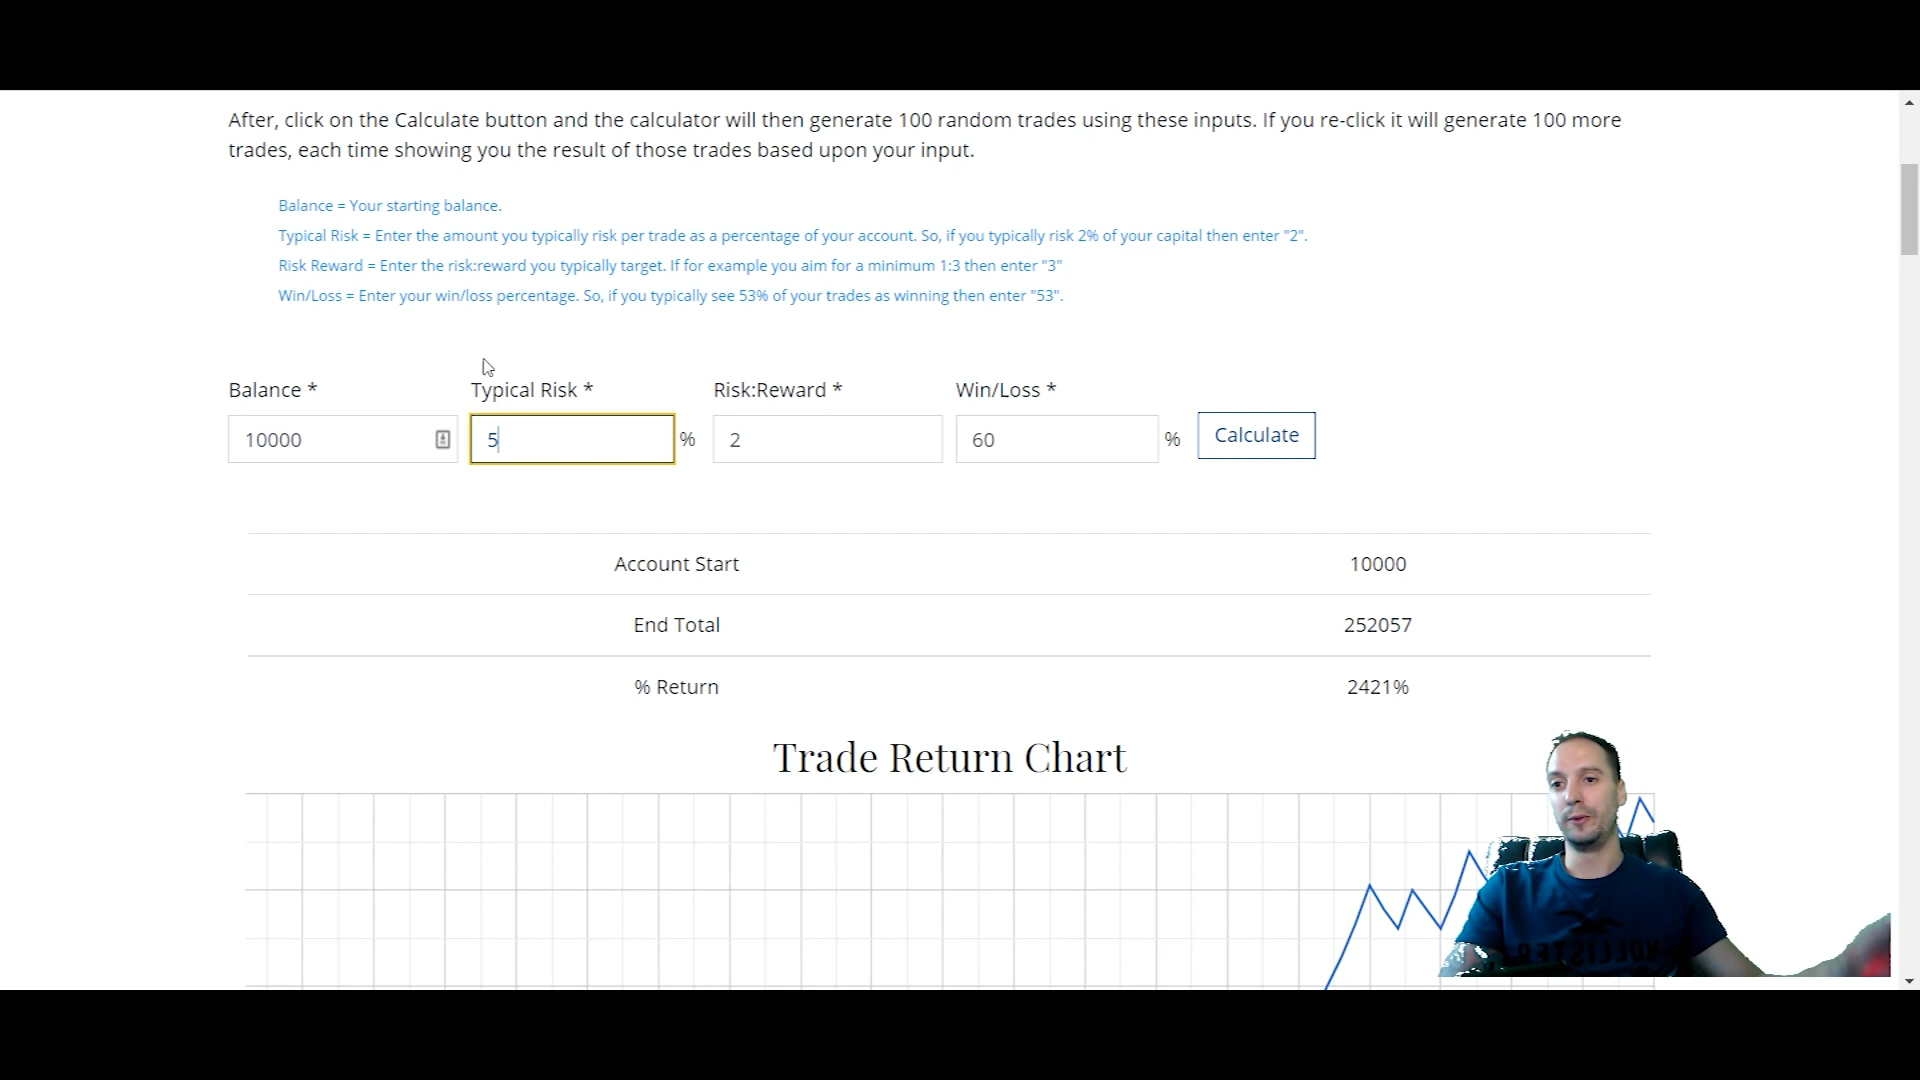 After, click on the Calculate button and the calculator will then generate 100 random trades using these inputs. If you re-click it will generate 100 more
trades, each time showing you the result of those trades based upon your input.
Balance = Your starting balance.
Typical Risk = Enter the amount you typically risk per trade as a percentage of your account. So, if you typically risk 2% of your capital then enter "2".
Risk Reward = Enter the risk:reward you typically target. If for example you aim for a minimum 1:3 then enter "3"
Win/Loss = Enter your win/loss percentage. So, if you typically see 53% of your trades as winning then enter "53".
Balance * Typical Risk * Risk:Reward * Win/Loss *
10000 5 % 2 60 % Calculate
Account Start 10000
End Total 252057
% Return 2421%
Trade Return Chart
HOLLISTER